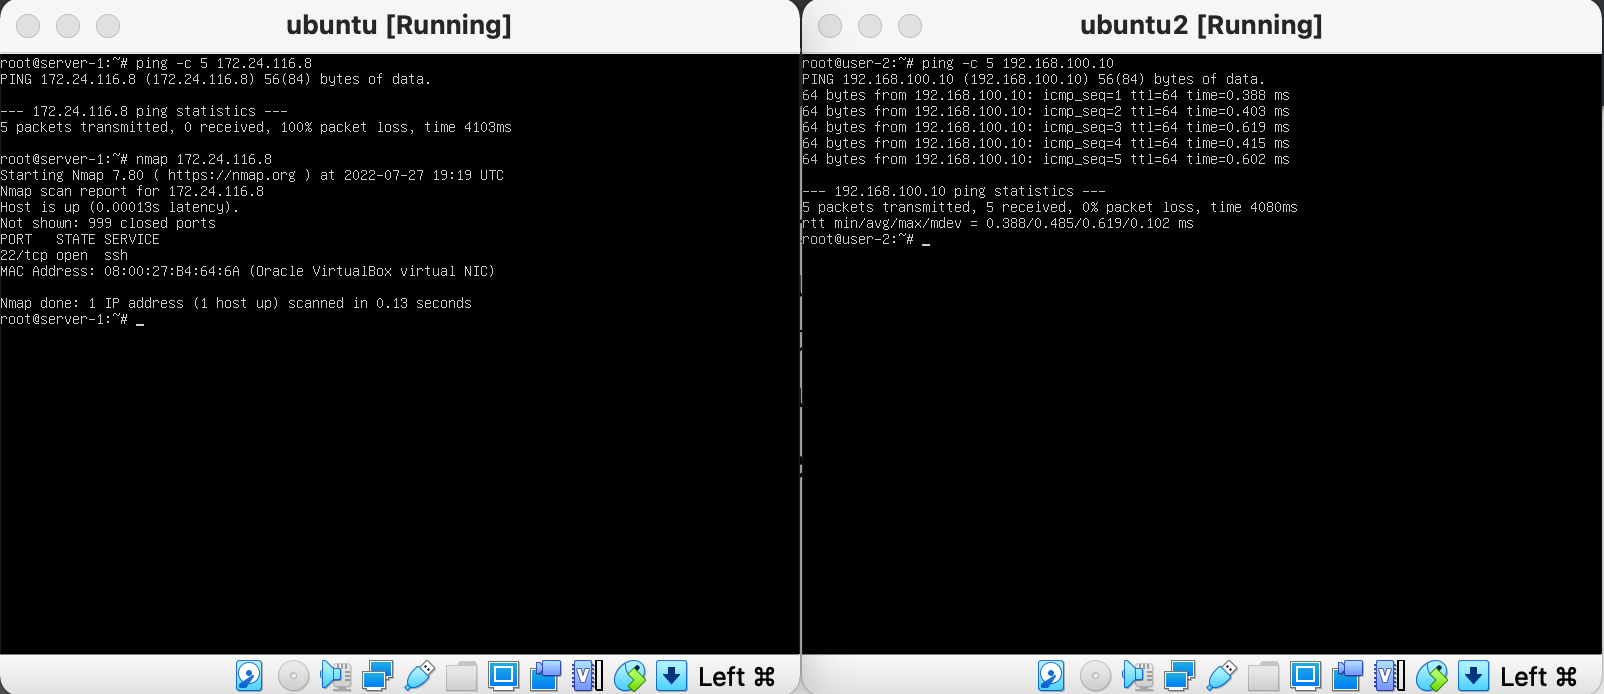 ubuntu [Running]
root@server-1:~# ping -c 5 172.24.116.8
PING 172.24.116.8 (172.24.116.8) 56(84) bytes of data.

--- 172.24.116.8 ping statistics ---
5 packets transmitted, 0 received, 100% packet loss, time 4103ms

root@server-1:~# nmap 172.24.116.8
Starting Nmap 7.80 ( https://nmap.org ) at 2022-07-27 19:19 UTC
Nmap scan report for 172.24.116.8
Host is up (0.00013s latency).
Not shown: 999 closed ports
PORT   STATE SERVICE
22/tcp open  ssh
MAC Address: 08:00:27:B4:64:6A (Oracle VirtualBox virtual NIC)

Nmap done: 1 IP address (1 host up) scanned in 0.13 seconds
root@server-1:~# _
Left ⌘
ubuntu2 [Running]
root@user-2:~# ping -c 5 192.168.100.10
PING 192.168.100.10 (192.168.100.10) 56(84) bytes of data.
64 bytes from 192.168.100.10: icmp_seq=1 ttl=64 time=0.388 ms
64 bytes from 192.168.100.10: icmp_seq=2 ttl=64 time=0.403 ms
64 bytes from 192.168.100.10: icmp_seq=3 ttl=64 time=0.619 ms
64 bytes from 192.168.100.10: icmp_seq=4 ttl=64 time=0.415 ms
64 bytes from 192.168.100.10: icmp_seq=5 ttl=64 time=0.602 ms

--- 192.168.100.10 ping statistics ---
5 packets transmitted, 5 received, 0% packet loss, time 4080ms
rtt min/avg/max/mdev = 0.388/0.485/0.619/0.102 ms
root@user-2:~# _
Left ⌘